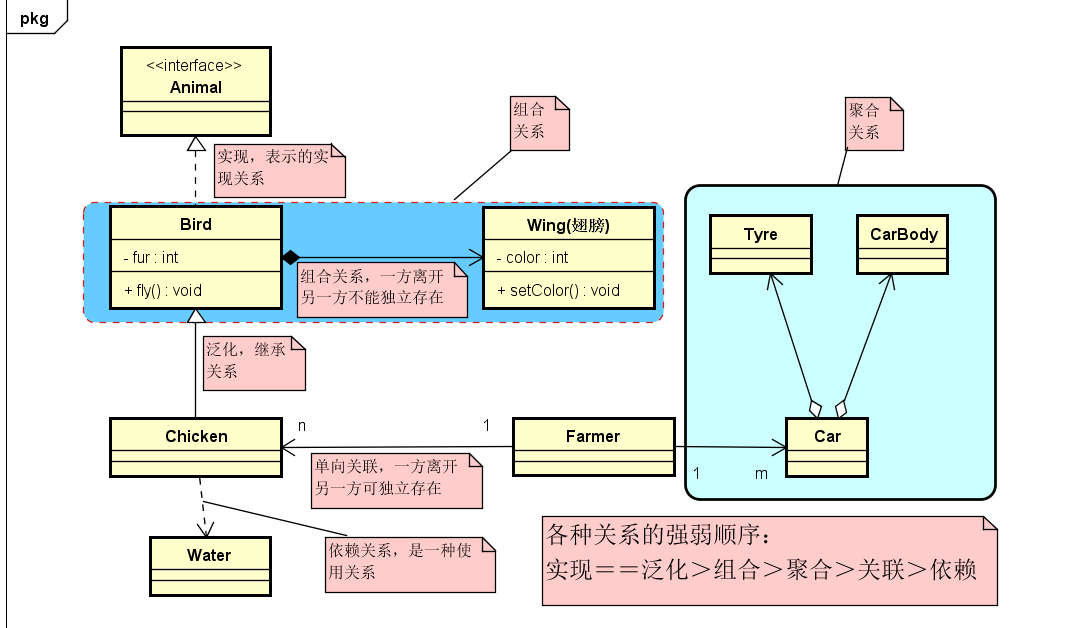 pkg
<<interface>>
Animal
组合
关系
聚合
关系
实现，表示的实
现关系
Bird
- fur : int
+ fly() : void
Wing(翅膀)
- color : int
+ setColor() : void
组合关系，一方离开
另一方不能独立存在
Tyre
CarBody
泛化，继承
关系
Chicken
n
1
Farmer
1
m
Car
单向关联，一方离开
另一方可独立存在
Water
依赖关系，是一种使
用关系
各种关系的强弱顺序：
实现==泛化>组合>聚合>关联>依赖